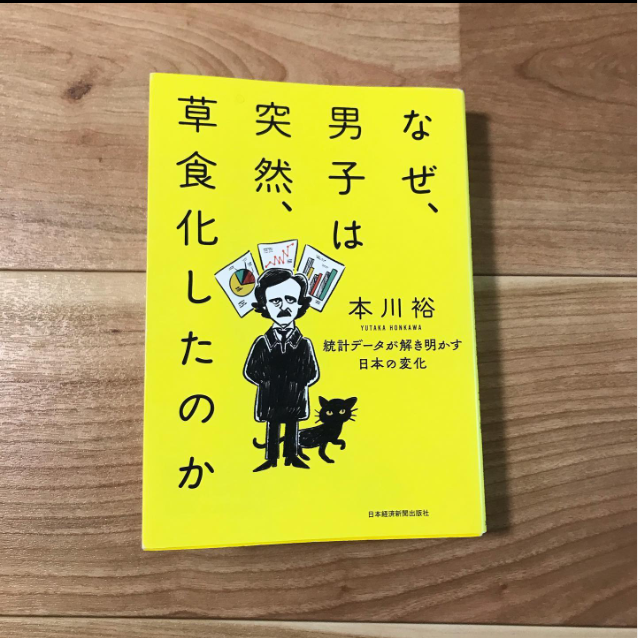 なぜ、
男子は
突然、
草食化したのか
本川裕
YUTAKA HONKAWA
統計データが解き明かす
日本の変化
日本経済新聞出版社